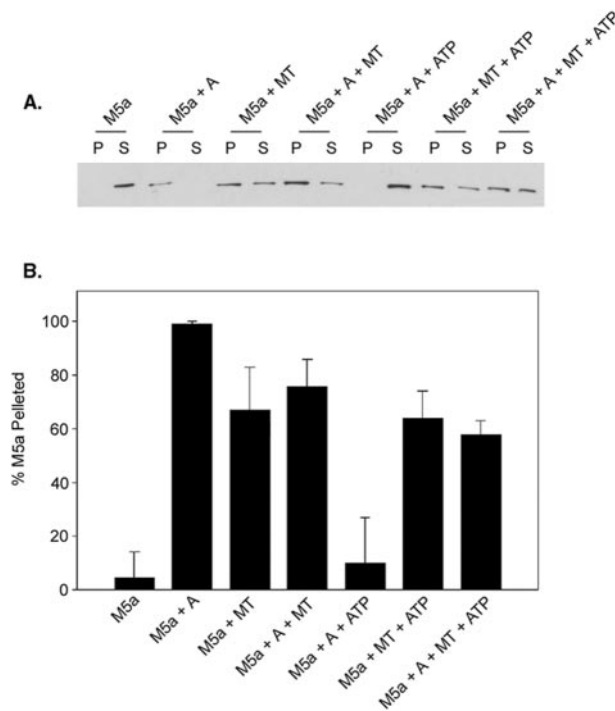 A.
M5a
M5a + A
M5a + MT
M5a + A + MT
M5a + A + ATP
M5a + MT + ATP
M5a + A + MT + ATP
P S P S P S P S P S P S P S
B.
% M5a Pelleted
100
80
60
40
20
0
M5a
M5a + A
M5a + MT
M5a + A + MT
M5a + A + ATP
M5a + MT + ATP
M5a + A + MT + ATP